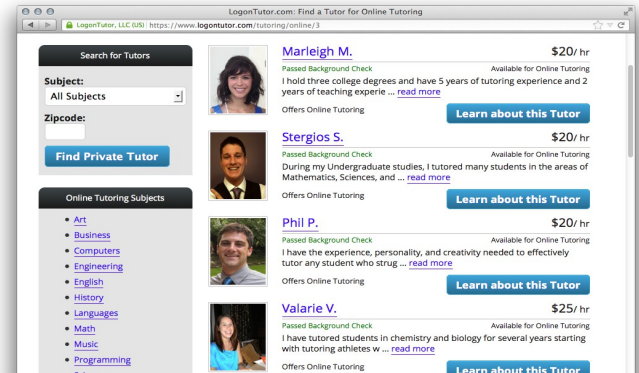 LogonTutor.com: Find a Tutor for Online Tutoring
LogonTutor, LLC (US) https://www.logontutor.com/tutoring/online/3
Search for Tutors
Subject:
All Subjects
Zipcode:
Find Private Tutor
Online Tutoring Subjects
Art
Business
Computers
Engineering
English
History
Languages
Math
Music
Programming
Marleigh M.
$20/ hr
Passed Background Check
Available for Online Tutoring
I hold three college degrees and have 5 years of tutoring experience and 2
years of teaching experie ... read more
Offers Online Tutoring
Learn about this Tutor
Stergios S.
$20/ hr
Passed Background Check
Available for Online Tutoring
During my Undergraduate studies, I tutored many students in the areas of
Mathematics, Sciences, and ... read more
Offers Online Tutoring
Learn about this Tutor
Phil P.
$20/ hr
Passed Background Check
Available for Online Tutoring
I have the experience, personality, and creativity needed to effectively
tutor any student who strug ... read more
Offers Online Tutoring
Learn about this Tutor
Valarie V.
$25/ hr
Passed Background Check
Available for Online Tutoring
I have tutored students in chemistry and biology for several years starting
with tutoring athletes w ... read more
Offers Online Tutoring
Learn about this Tutor